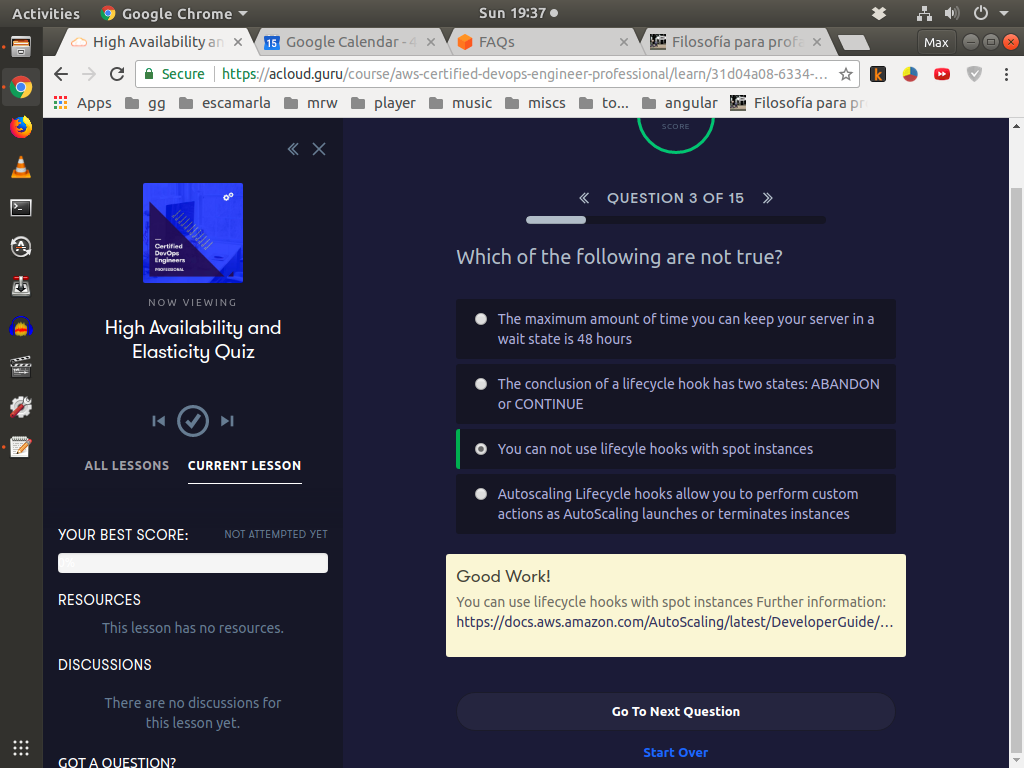 Activities
Google Chrome
Sun 19:37
High Availability an
Google Calendar - 4
FAQs
Filosofía para profa
Max
Secure
https://acloud.guru/course/aws-certified-devops-engineer-professional/learn/31d04a08-6334-...
Apps
gg
escamarla
mrw
player
music
miscs
to...
angular
Filosofía para pr
SCORE
15
k
Certified
DevOps
Engineers
PROFESSIONAL
NOW VIEWING
High Availability and
Elasticity Quiz
ALL LESSONS
CURRENT LESSON
YOUR BEST SCORE:
NOT ATTEMPTED YET
RESOURCES
This lesson has no resources.
DISCUSSIONS
There are no discussions for
this lesson yet.
GOT A QUESTION?
QUESTION 3 OF 15
Which of the following are not true?
The maximum amount of time you can keep your server in a
wait state is 48 hours
The conclusion of a lifecycle hook has two states: ABANDON
or CONTINUE
You can not use lifecyle hooks with spot instances
Autoscaling Lifecycle hooks allow you to perform custom
actions as AutoScaling launches or terminates instances
Good Work!
You can use lifecycle hooks with spot instances Further information:
https://docs.aws.amazon.com/AutoScaling/latest/DeveloperGuide/...
Go To Next Question
Start Over